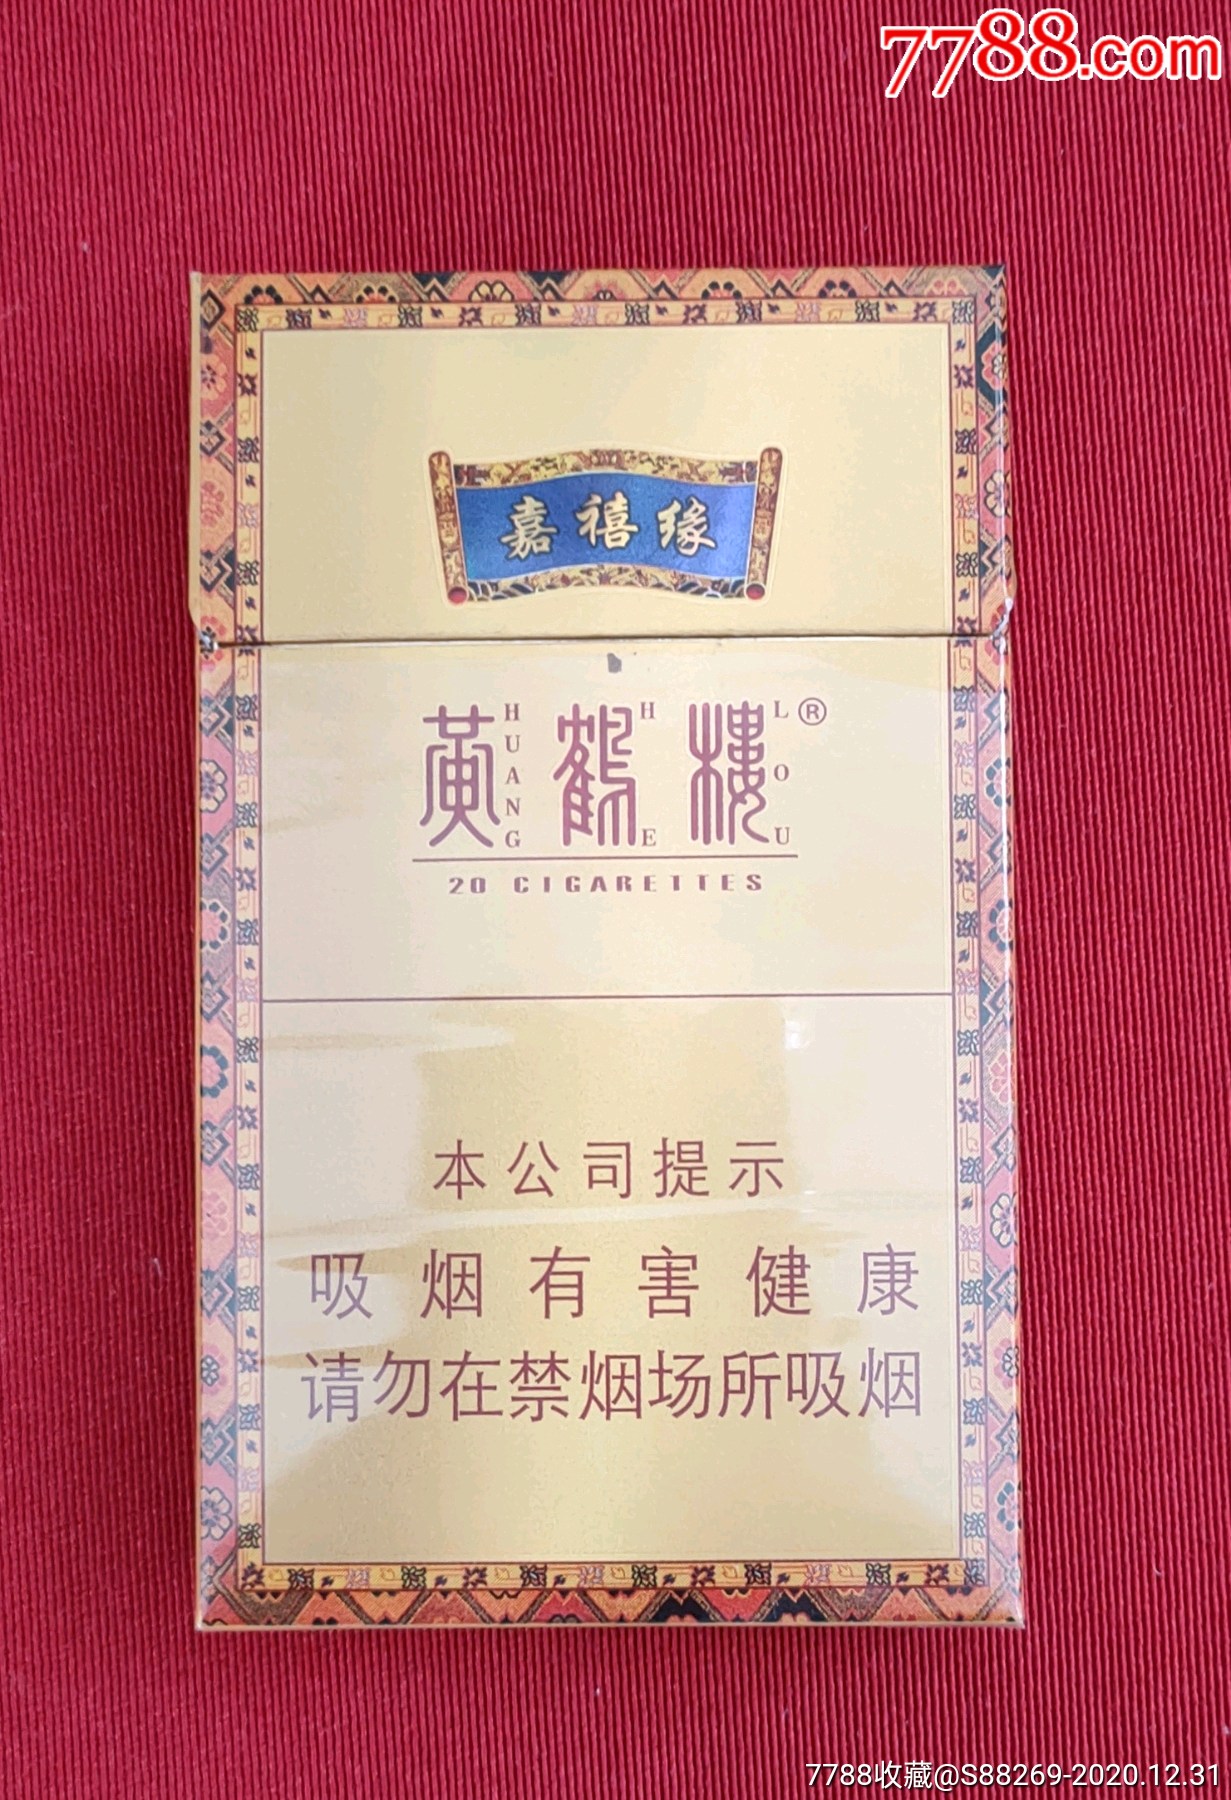 7788.com
嘉禧缘
黄鹤楼®
HUANG HE LOU
20 CIGARETTES
本公司提示
吸烟有害健康
请勿在禁烟场所吸烟
7788收藏@S88269-2020.12.31